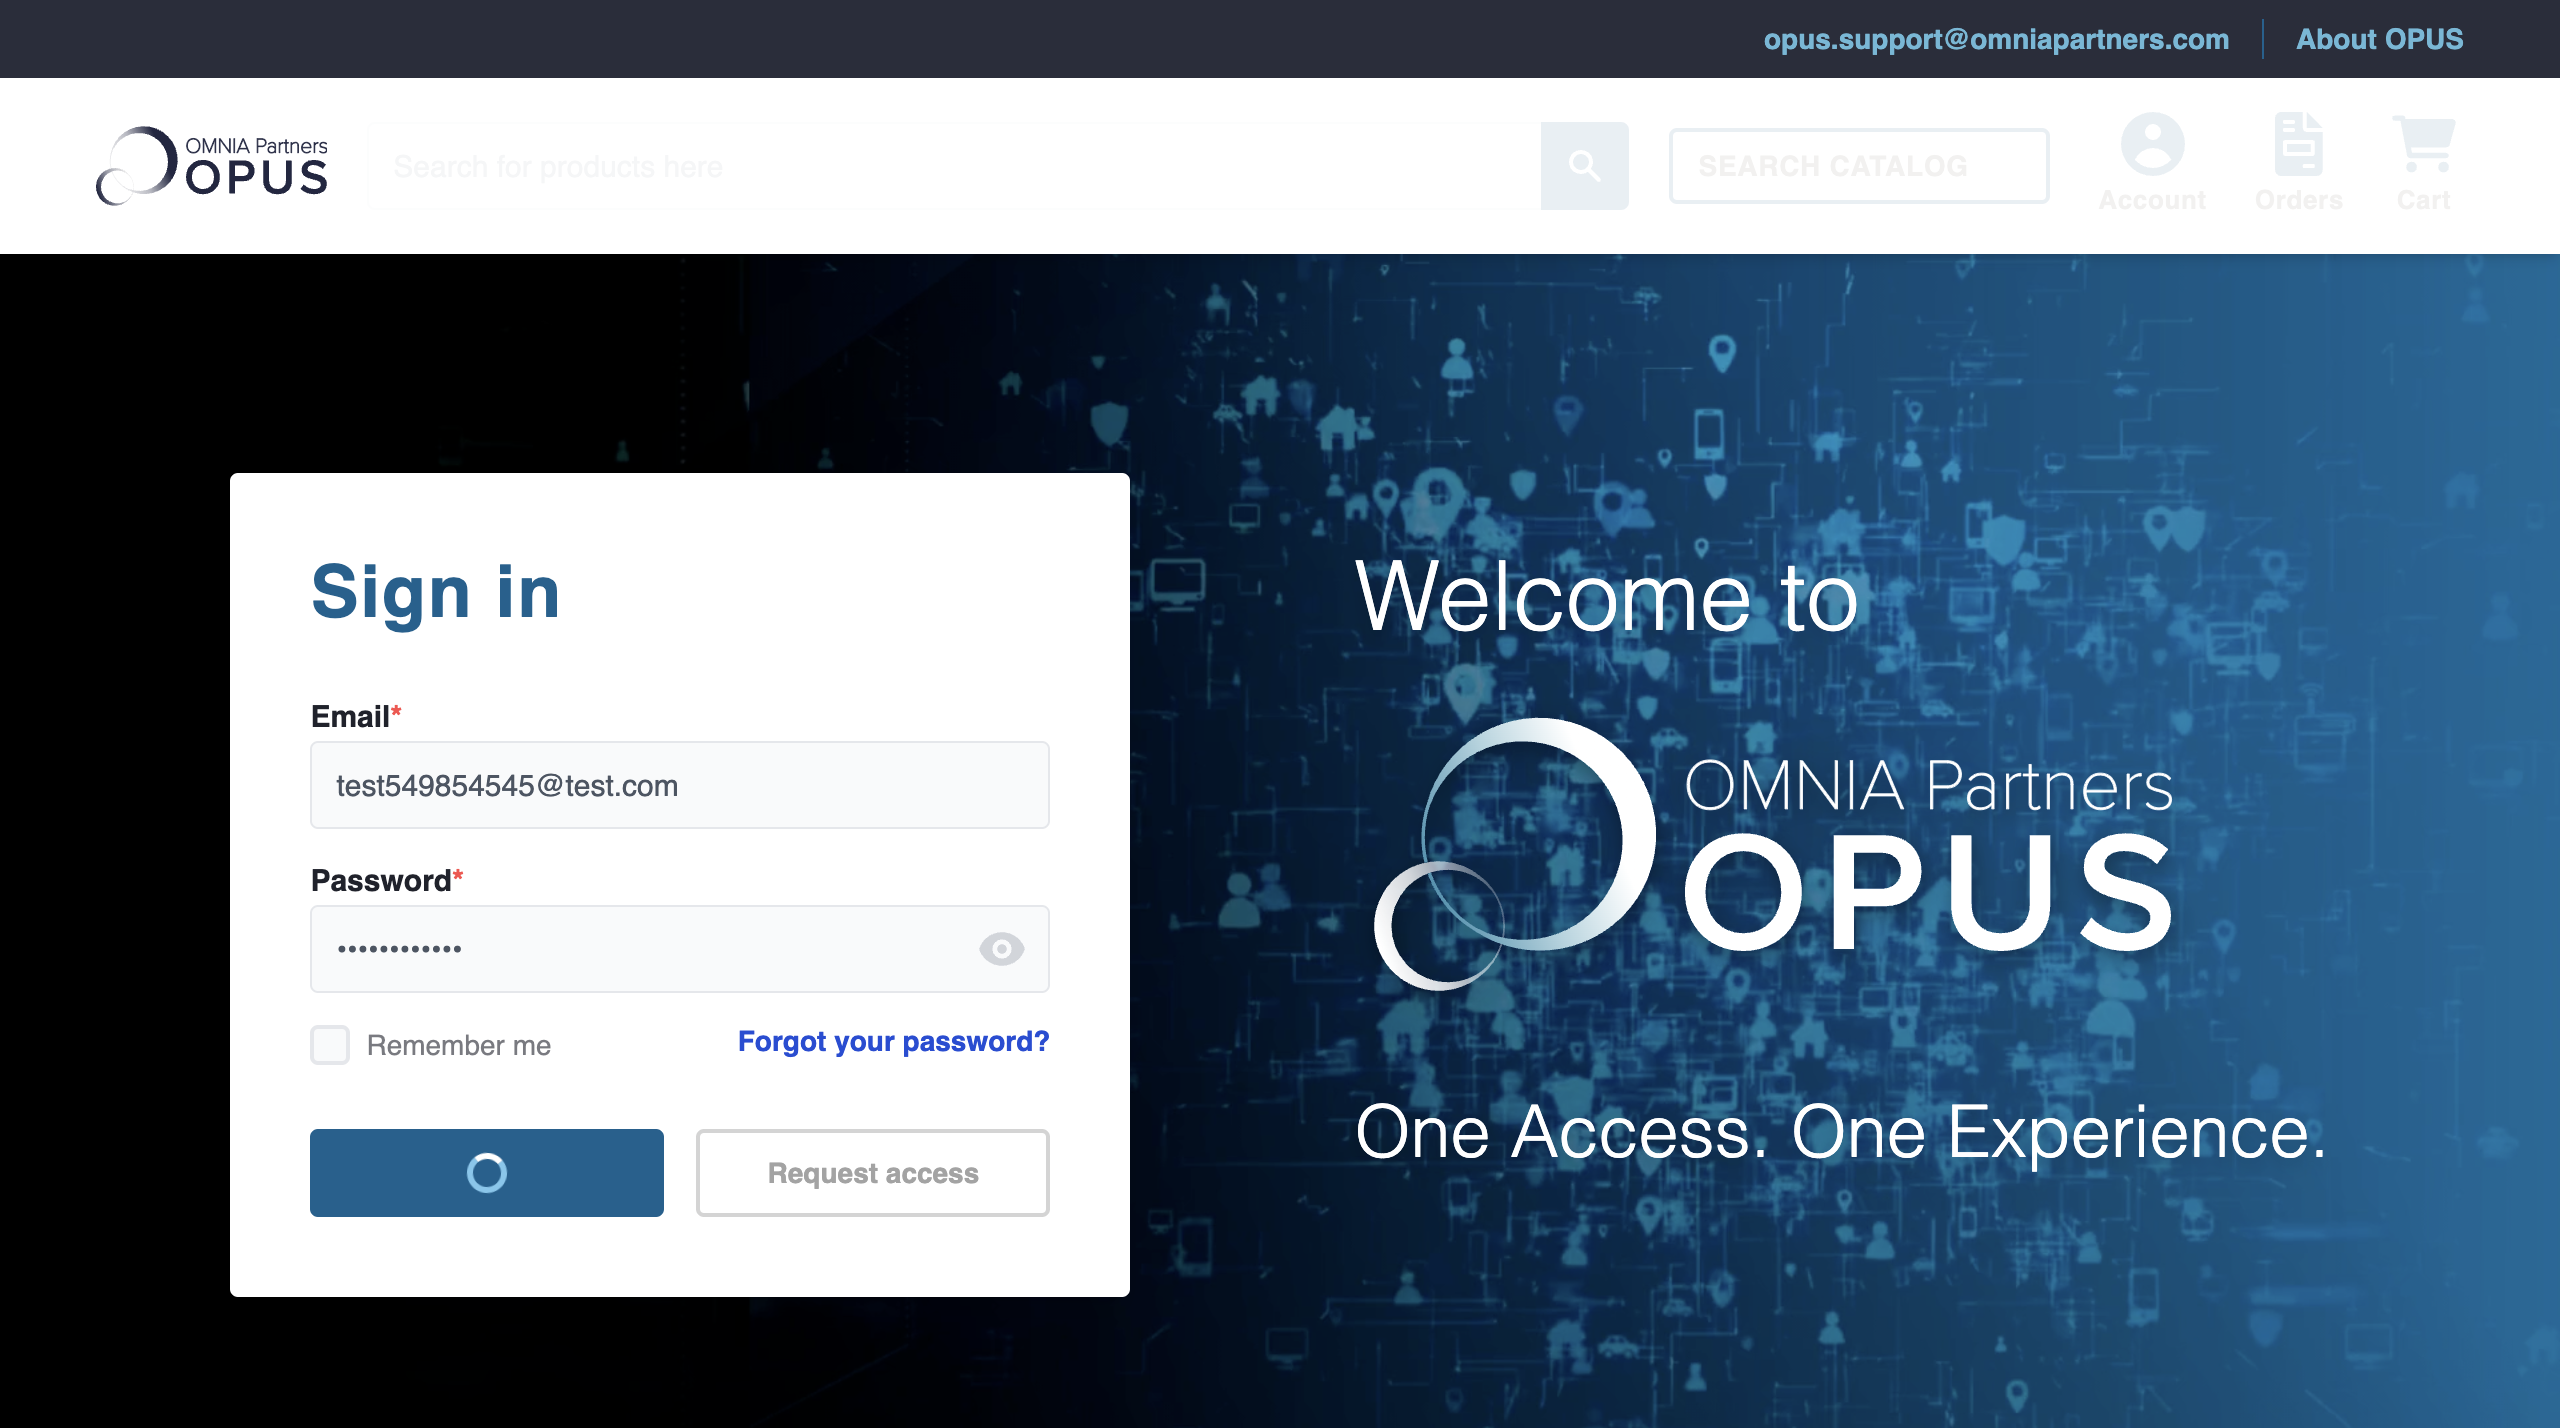 opus.support@omniapartners.com
About OPUS
OMNIA Partners
OPUS
Search for products here
SEARCH CATALOG
Account
Orders
Cart
Sign in
Email*
test549854545@test.com
Password*
••••••••••••
Remember me
Forgot your password?
Request access
Welcome to
OMNIA Partners
OPUS
One Access. One Experience.